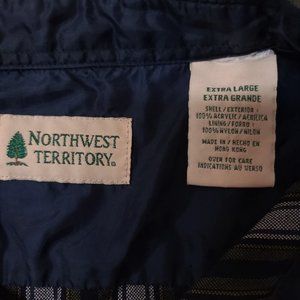 NORTHWEST
TERRITORY.
EXTRA LARGE
EXTRA GRANDE
SHELL / EXTERIOR :
100% ACRYLIC / ACRILICA
LINING / FORRO :
100% NYLON / NILON
MADE IN / HECHO EN
HONG KONG
OVER FOR CARE
INDICATIONS AU VERSO